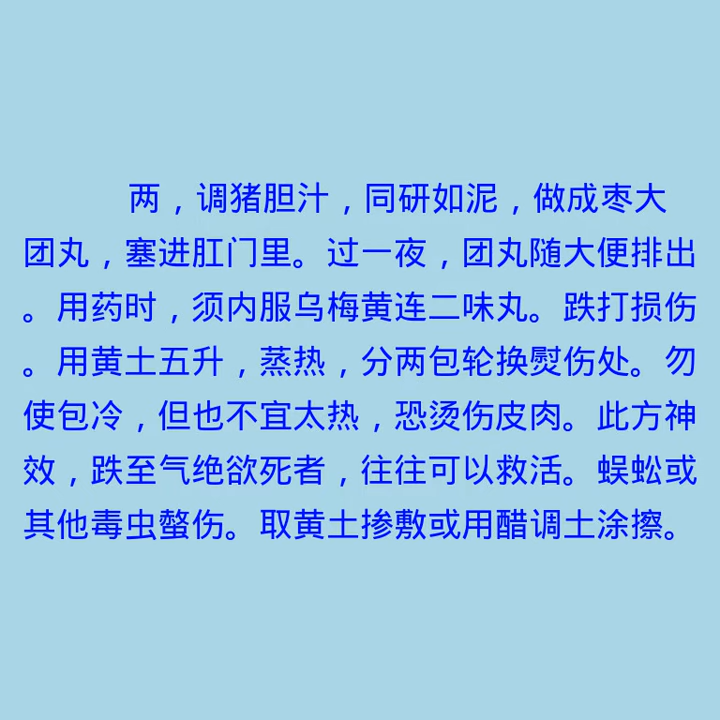 两，调猪胆汁，同研如泥，做成枣大
团丸，塞进肛门里。过一夜，团丸随大便排出
。用药时，须内服乌梅黄连二味丸。跌打损伤
。用黄土五升，蒸热，分两包轮换熨伤处。勿
使包冷，但也不宜太热，恐烫伤皮肉。此方神
效，跌至气绝欲死者，往往可以救活。蜈蚣或
其他毒虫螫伤。取黄土掺敷或用醋调土涂擦。